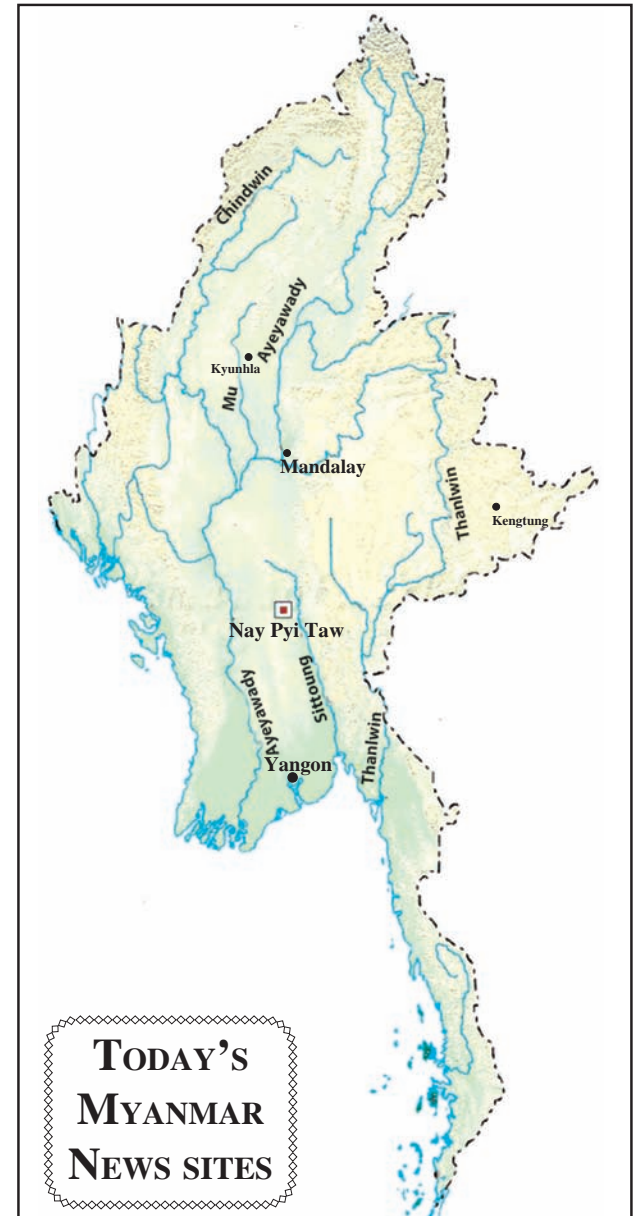 Chindwin
Ayeyawady
Kyunhla
Mu
Mandalay
Thanlwin
Kengtung
Nay Pyi Taw
Ayeyawady
Sittoung
Thanlwin
Yangon
TODAY'S
MYANMAR
NEWS SITES